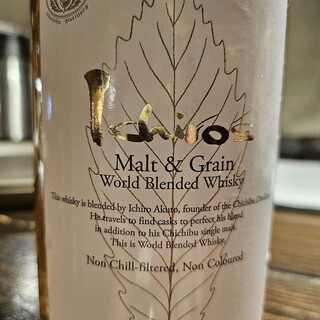 Ichiro's
Malt & Grain
World Blended Whisky
This whisky is blended by Ichiro Akuto, founder of the Chichibu
He travels to find casks to perfect his blend
in addition to his Chichibu single malt.
This is World Blended Whisky.
Non Chill-filtered, Non Coloured